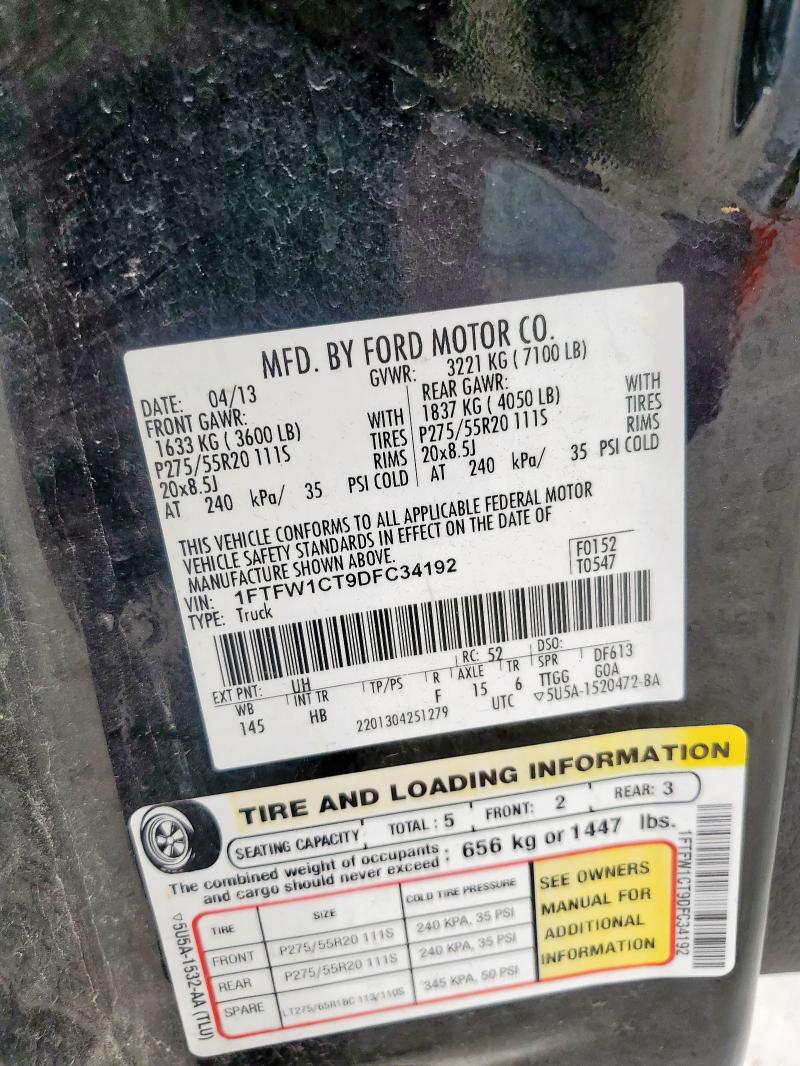 MFD. BY FORD MOTOR CO.
DATE: 04/13 GVWR: 3221 KG ( 7100 LB)
FRONT GAWR: REAR GAWR:
1633 KG ( 3600 LB) WITH 1837 KG ( 4050 LB) WITH
P275/55R20 111S TIRES P275/55R20 111S TIRES
20x8.5J RIMS 20x8.5J RIMS
AT 240 kPa/ 35 PSI COLD AT 240 kPa/ 35 PSI COLD
THIS VEHICLE CONFORMS TO ALL APPLICABLE FEDERAL MOTOR
VEHICLE SAFETY STANDARDS IN EFFECT ON THE DATE OF
MANUFACTURE SHOWN ABOVE.
VIN: 1FTFW1CT9DFC34192 F0152
TYPE: Truck T0547
EXT PNT: UH RC: 52 DSO:
WB INT TR TP/PS R AXLE TR SPR DF613
145 HB F 15 6 TTGG G0A
2201304251279 UTC ▽5U5A-1520472-BA
TIRE AND LOADING INFORMATION
SEATING CAPACITY TOTAL : 5 FRONT: 2 REAR: 3
The combined weight of occupants
and cargo should never exceed : 656 kg or 1447 lbs.
TIRE SIZE COLD TIRE PRESSURE
FRONT P275/55R20 111S 240 KPA, 35 PSI
REAR P275/55R20 111S 240 KPA, 35 PSI
SPARE LT275/65R18C 113/110S 345 KPA, 50 PSI
SEE OWNERS
MANUAL FOR
ADDITIONAL
INFORMATION
▽5U5A-1532-AA (TLU)
1FTFW1CT9DFC34192